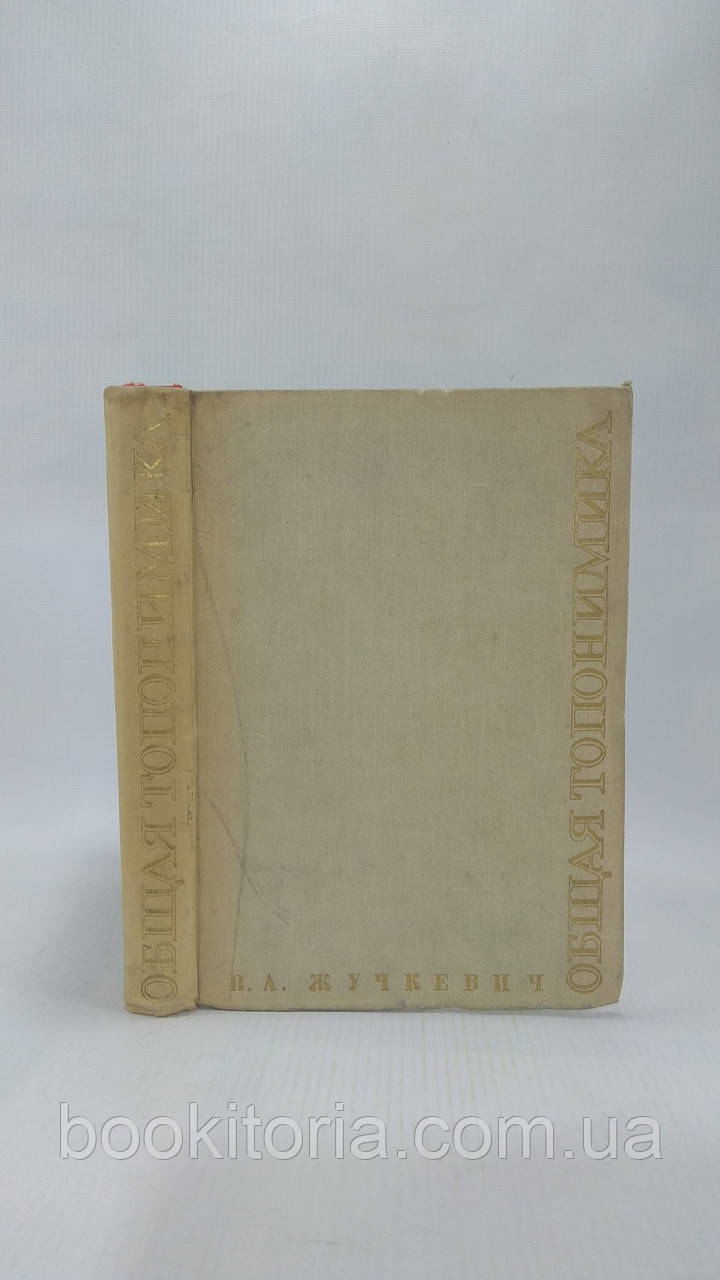 ОБЩАЯ ТОПОНИМИКА
ОБЩАЯ ТОПОНИМИКА
В. А. ЖУЧКЕВИЧ
bookitoria.com.ua